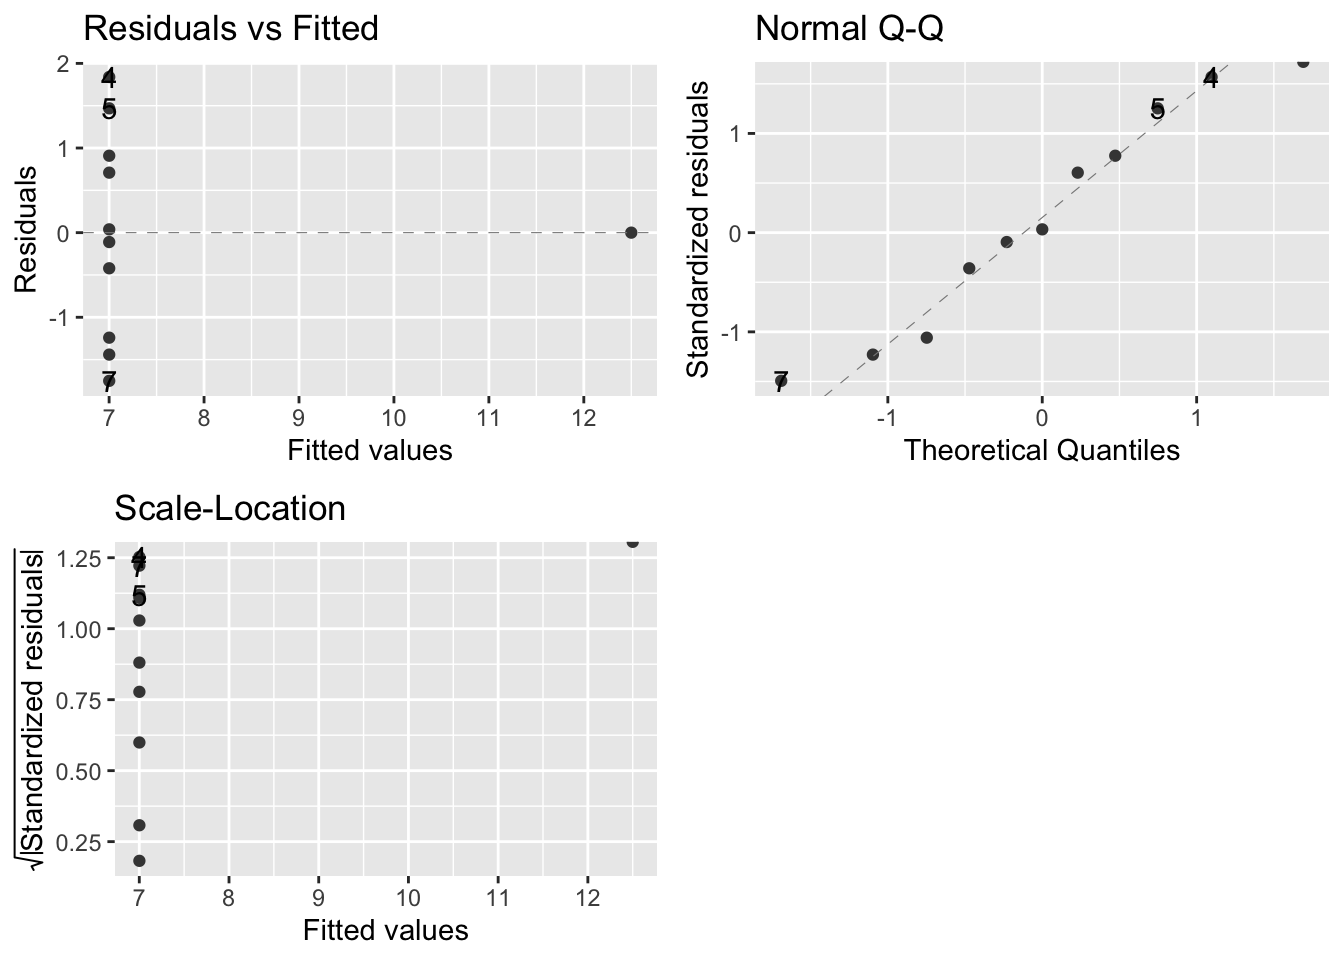 Residuals vs Fitted
Residuals
2
1
0
-1
4
5
7
7 8 9 10 11 12
Fitted values
Normal Q-Q
Standardized residuals
1
0
-1
4
5
7
-1 0 1
Theoretical Quantiles
Scale-Location
√|Standardized residuals|
1.25
1.00
0.75
0.50
0.25
4
7
5
7 8 9 10 11 12
Fitted values